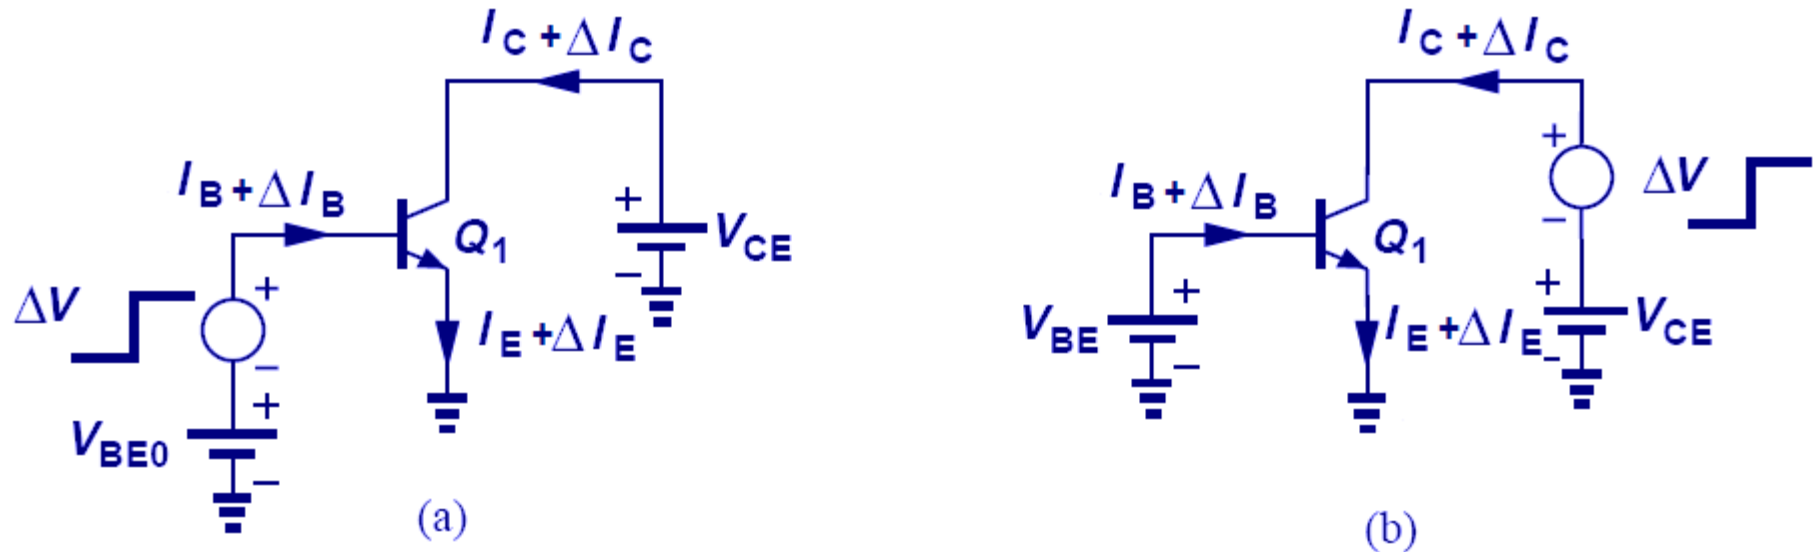 I_C + ΔI_C
I_B + ΔI_B
+
Q_1
V_CE
−
ΔV
+
−
I_E + ΔI_E
+
V_BE0
−
(a)
I_C + ΔI_C
+
ΔV
−
I_B + ΔI_B
Q_1
+
V_BE
−
I_E + ΔI_E
+
V_CE
−
(b)